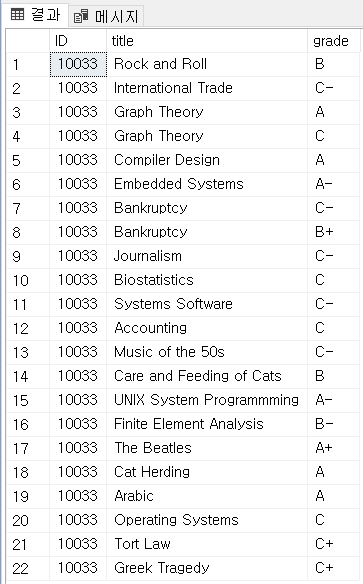 결과 메시지
ID title grade
1 10033 Rock and Roll B
2 10033 International Trade C-
3 10033 Graph Theory A
4 10033 Graph Theory C
5 10033 Compiler Design A
6 10033 Embedded Systems A-
7 10033 Bankruptcy C-
8 10033 Bankruptcy B+
9 10033 Journalism C-
10 10033 Biostatistics C
11 10033 Systems Software C-
12 10033 Accounting C
13 10033 Music of the 50s C-
14 10033 Care and Feeding of Cats B
15 10033 UNIX System Programmming A-
16 10033 Finite Element Analysis B-
17 10033 The Beatles A+
18 10033 Cat Herding A
19 10033 Arabic A
20 10033 Operating Systems C
21 10033 Tort Law C+
22 10033 Greek Tragedy C+